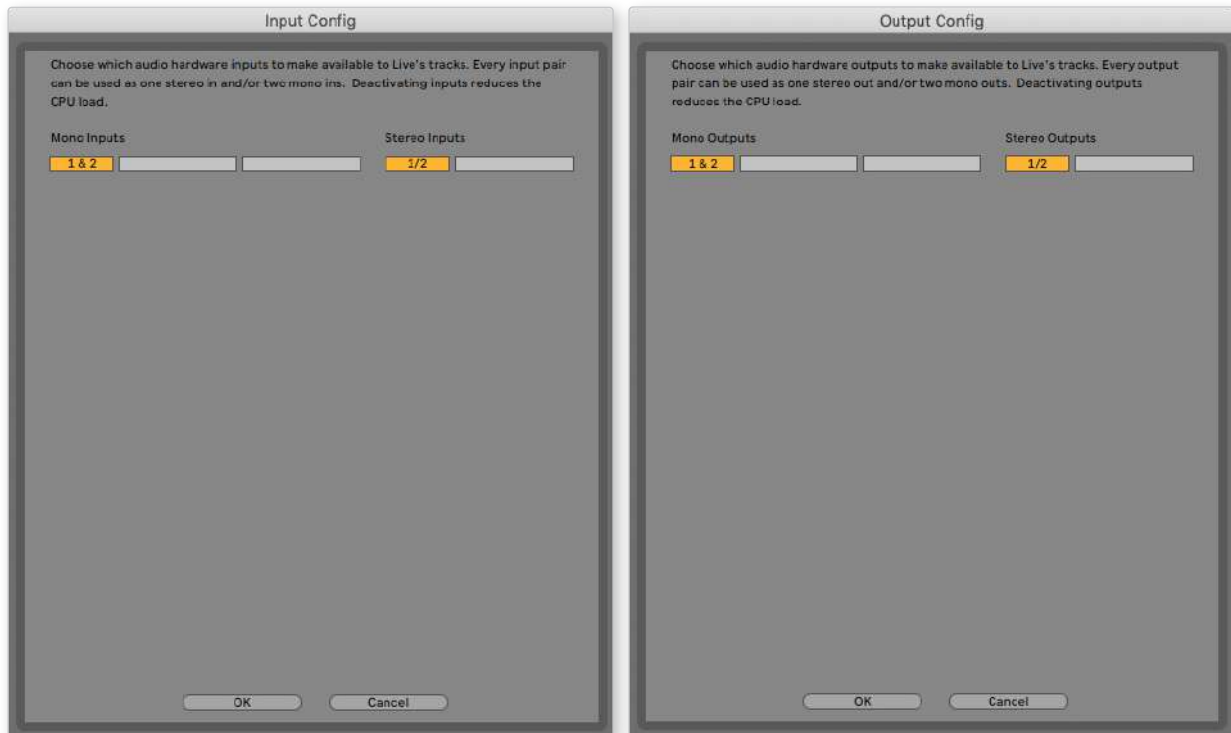 Input Config
Choose which audio hardware inputs to make available to Live's tracks. Every input pair
can be used as one stereo in and/or two mono ins. Deactivating inputs reduces the
CPU load.
Mono Inputs
Stereo Inputs
1 & 2
1/2
OK
Cancel
Output Config
Choose which audio hardware outputs to make available to Live's tracks. Every output
pair can be used as one stereo out and/or two mono outs. Deactivating outputs
reduces the CPU load.
Mono Outputs
Stereo Outputs
1 & 2
1/2
OK
Cancel